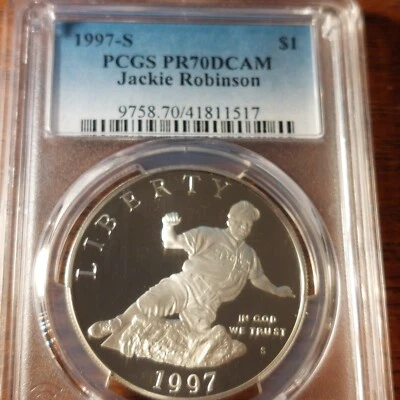 1997-S $1
PCGS PR70DCAM
Jackie Robinson
9758.70/41811517
LIBERTY
IN GOD
WE TRUST
S
1997